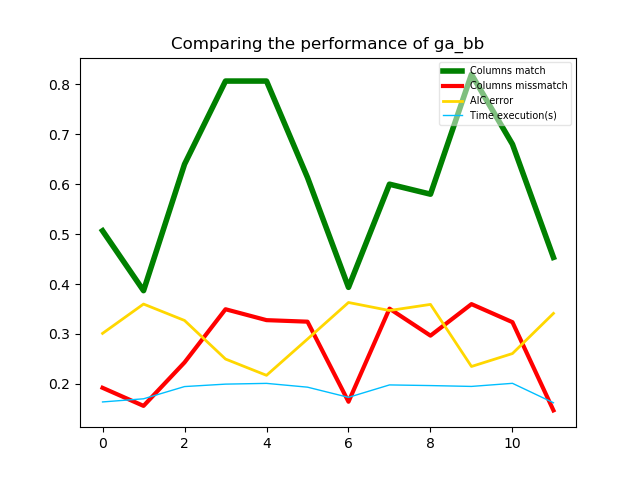 Comparing the performance of ga_bb
Columns match
Columns missmatch
AIC error
Time execution(s)
0.8
0.7
0.6
0.5
0.4
0.3
0.2
0 2 4 6 8 10